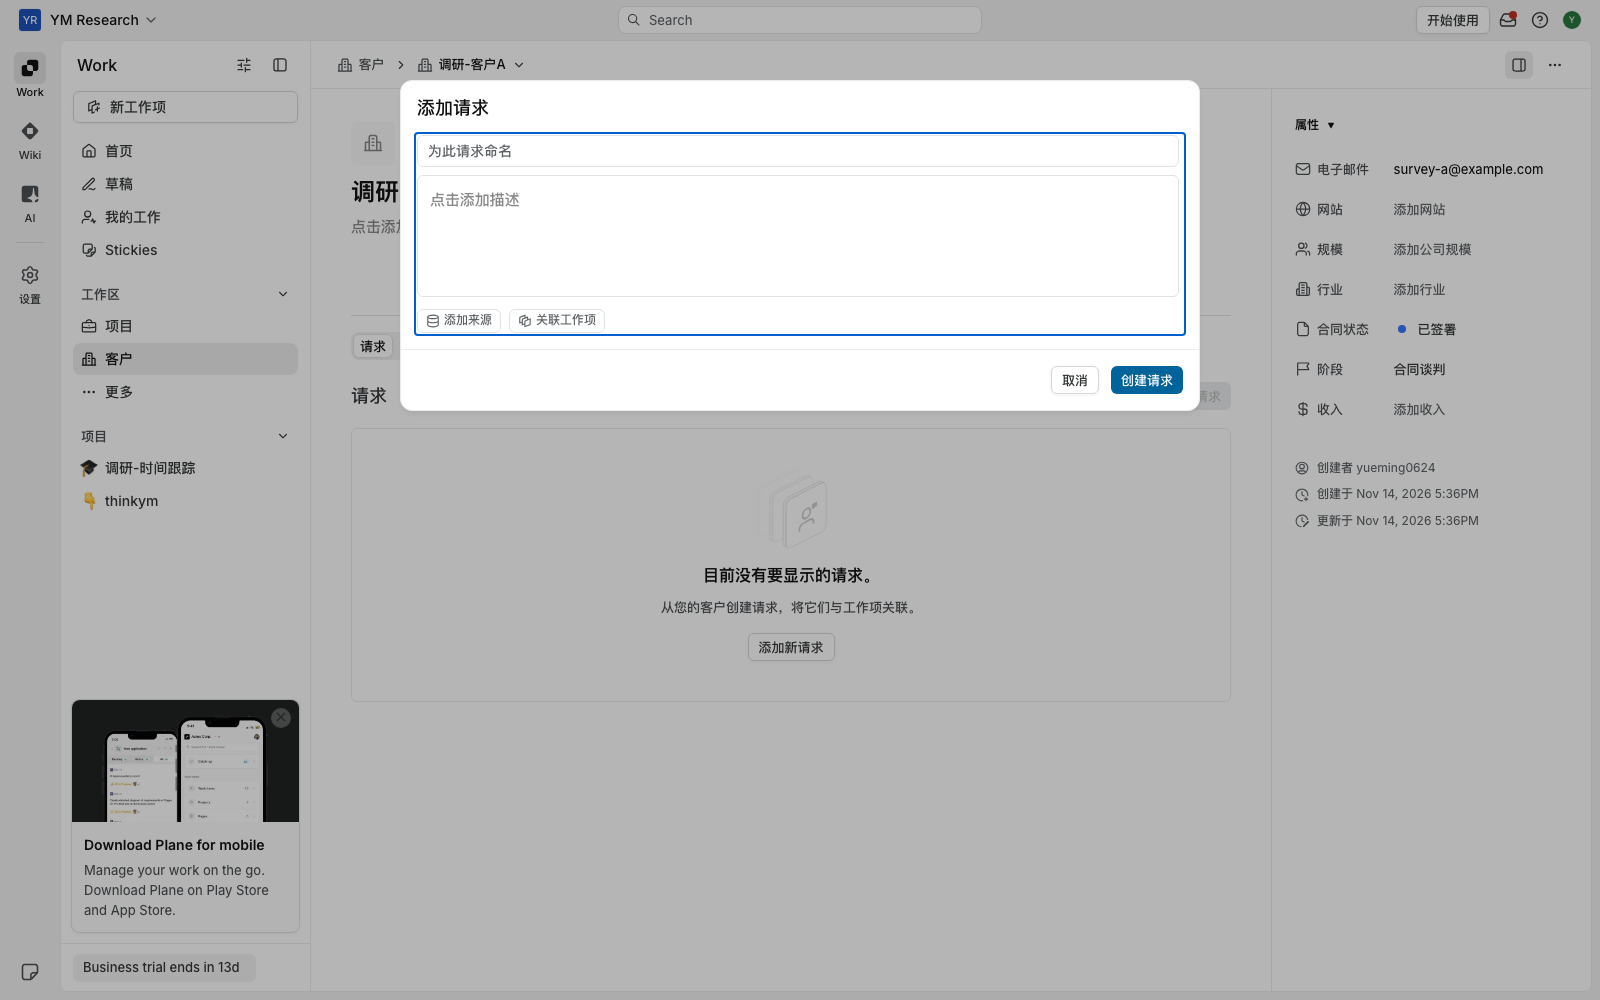 YR YM Research
Search
开始使用
Y
Work
Wiki
AI
设置
Work
新工作项
首页
草稿
我的工作
Stickies
工作区
项目
客户
更多
项目
调研-时间跟踪
thinkym
Download Plane for mobile
Manage your work on the go.
Download Plane on Play Store
and App Store.
Business trial ends in 13d
客户
调研-客户A
调研
点击添加
请求
请求
请求
目前没有要显示的请求。
从您的客户创建请求，将它们与工作项关联。
添加新请求
添加请求
为此请求命名
点击添加描述
添加来源
关联工作项
取消
创建请求
属性
电子邮件 survey-a@example.com
网站 添加网站
规模 添加公司规模
行业 添加行业
合同状态 已签署
阶段 合同谈判
收入 添加收入
创建者 yueming0624
创建于 Nov 14, 2026 5:36PM
更新于 Nov 14, 2026 5:36PM